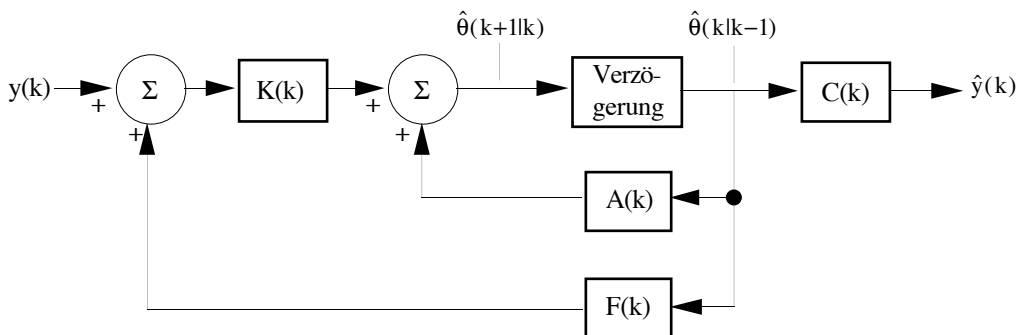 θ̂(k+1|k)
θ̂(k|k−1)
y(k)
+
Σ
K(k)
+
Σ
Verzö-
gerung
C(k)
ŷ(k)
+
+
A(k)
F(k)